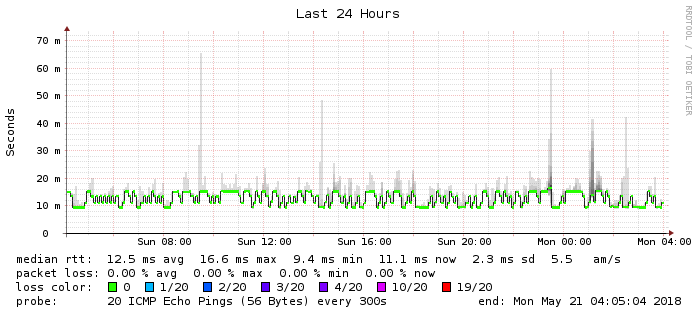 Last 24 Hours
RRDTOOL / TOBI OETIKER
Seconds
70 m
60 m
50 m
40 m
30 m
20 m
10 m
0
Sun 08:00 Sun 12:00 Sun 16:00 Sun 20:00 Mon 00:00 Mon 04:00
median rtt: 12.5 ms avg 16.6 ms max 9.4 ms min 11.1 ms now 2.3 ms sd 5.5 am/s
packet loss: 0.00 % avg 0.00 % max 0.00 % min 0.00 % now
loss color: 0 1/20 2/20 3/20 4/20 10/20 19/20
probe: 20 ICMP Echo Pings (56 Bytes) every 300s end: Mon May 21 04:05:04 2018